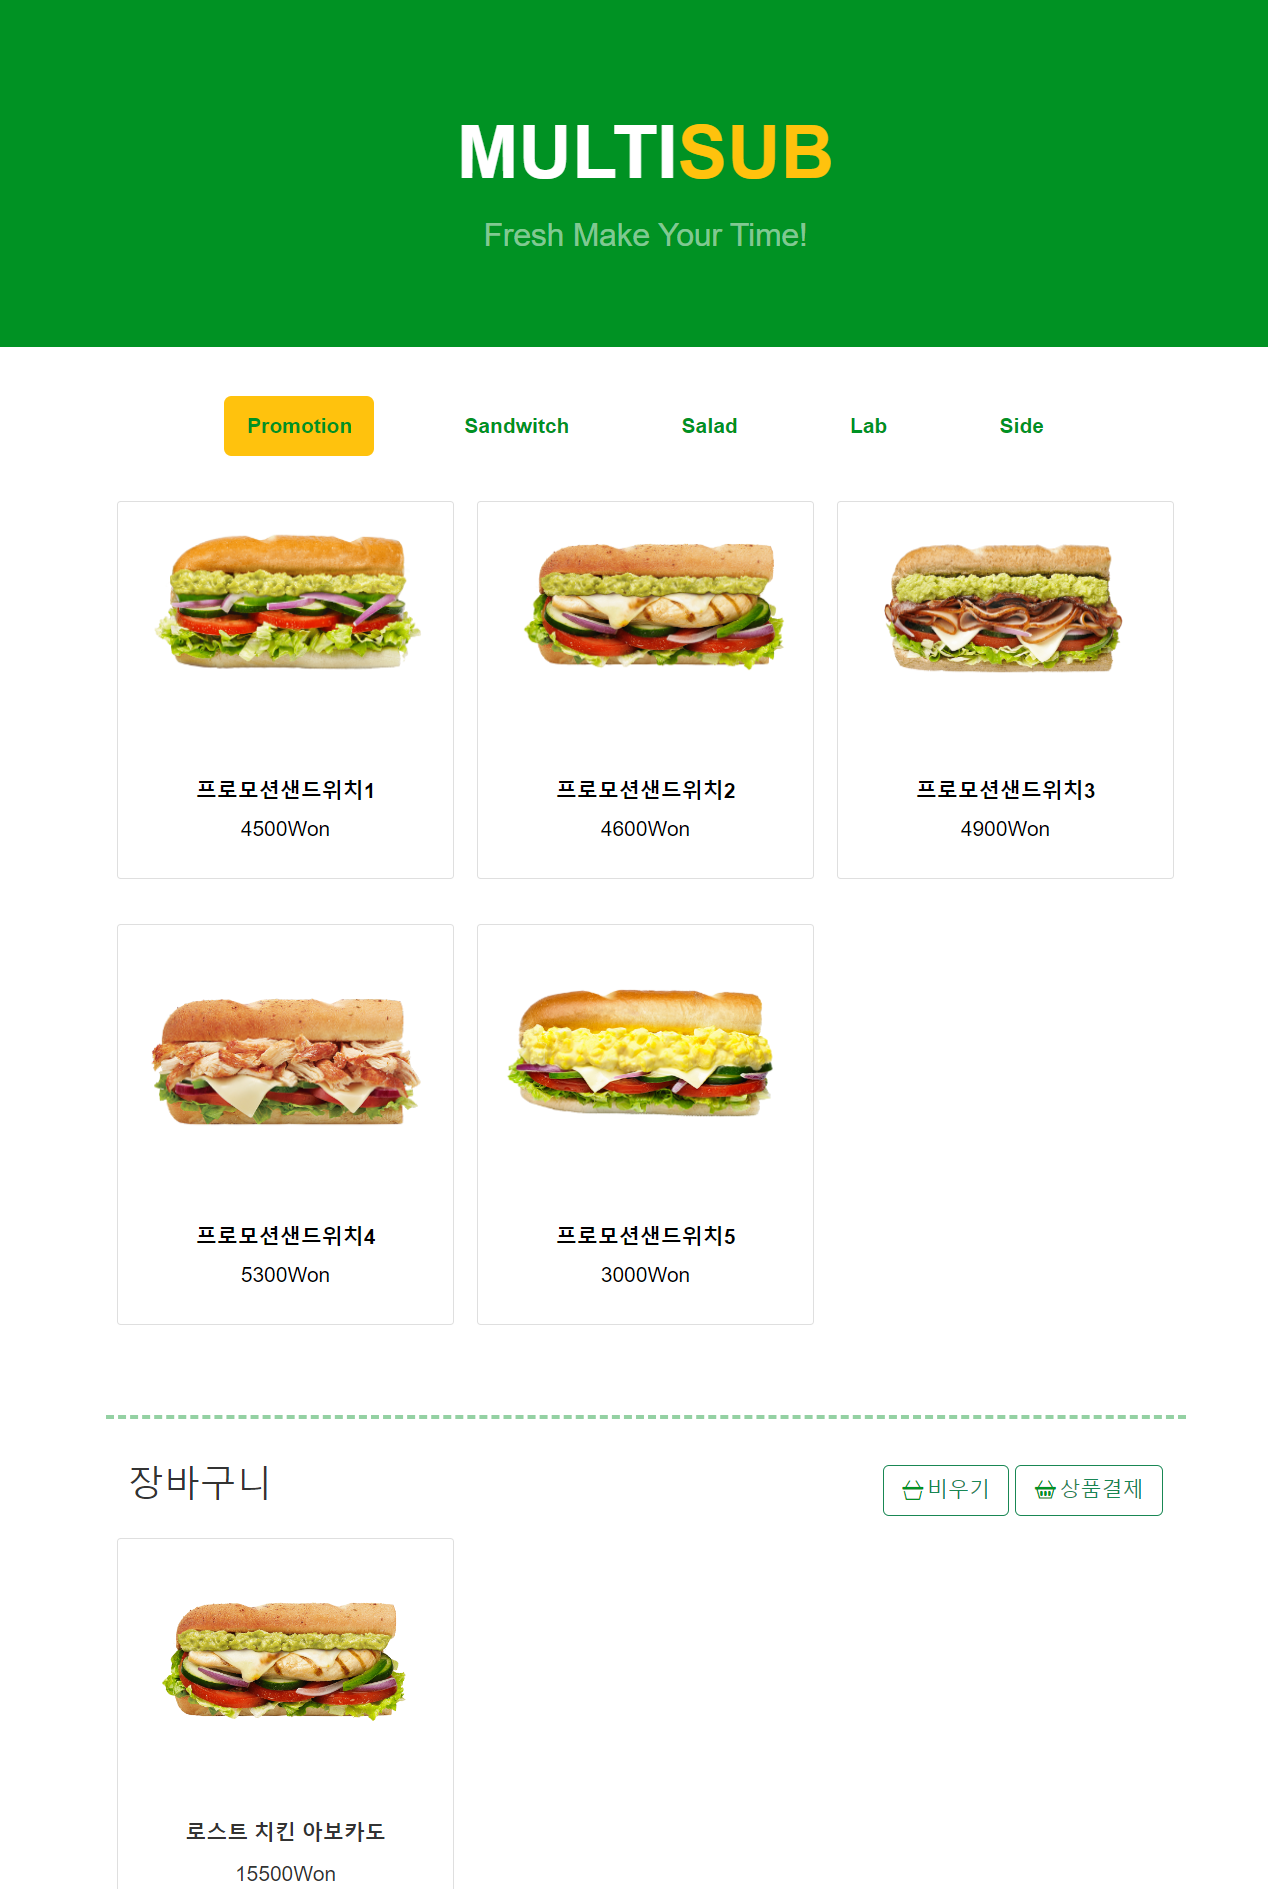 MULTISUB
Fresh Make Your Time!
Promotion Sandwitch Salad Lab Side
프로모션샌드위치1
4500Won
프로모션샌드위치2
4600Won
프로모션샌드위치3
4900Won
프로모션샌드위치4
5300Won
프로모션샌드위치5
3000Won
장바구니
비우기
상품결제
로스트 치킨 아보카도
15500Won